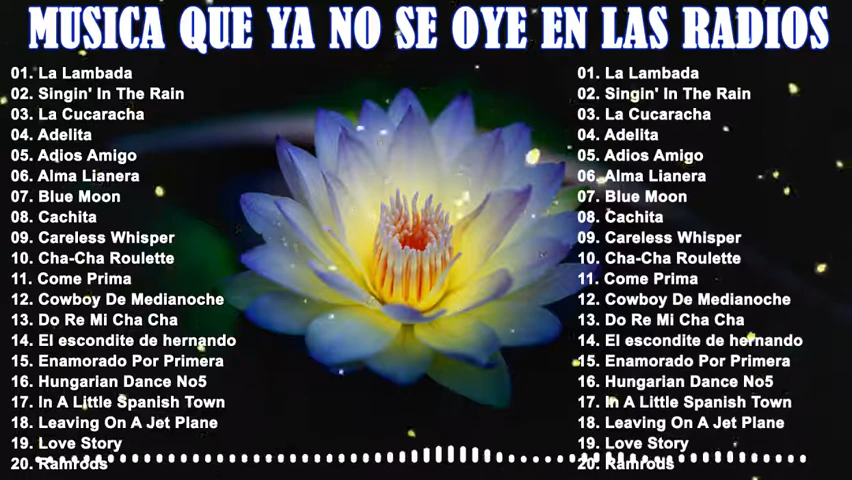 MUSICA QUE YA NO SE OYE EN LAS RADIOS
01. La Lambada
02. Singin' In The Rain
03. La Cucaracha
04. Adelita
05. Adios Amigo
06. Alma Lianera
07. Blue Moon
08. Cachita
09. Careless Whisper
10. Cha-Cha Roulette
11. Come Prima
12. Cowboy De Medianoche
13. Do Re Mi Cha Cha
14. El escondite de hernando
15. Enamorado Por Primera
16. Hungarian Dance No5
17. In A Little Spanish Town
18. Leaving On A Jet Plane
19. Love Story
20. Ramrods
01. La Lambada
02. Singin' In The Rain
03. La Cucaracha
04. Adelita
05. Adios Amigo
06. Alma Lianera
07. Blue Moon
08. Cachita
09. Careless Whisper
10. Cha-Cha Roulette
11. Come Prima
12. Cowboy De Medianoche
13. Do Re Mi Cha Cha
14. El escondite de hernando
15. Enamorado Por Primera
16. Hungarian Dance No5
17. In A Little Spanish Town
18. Leaving On A Jet Plane
19. Love Story
20. Ramrods